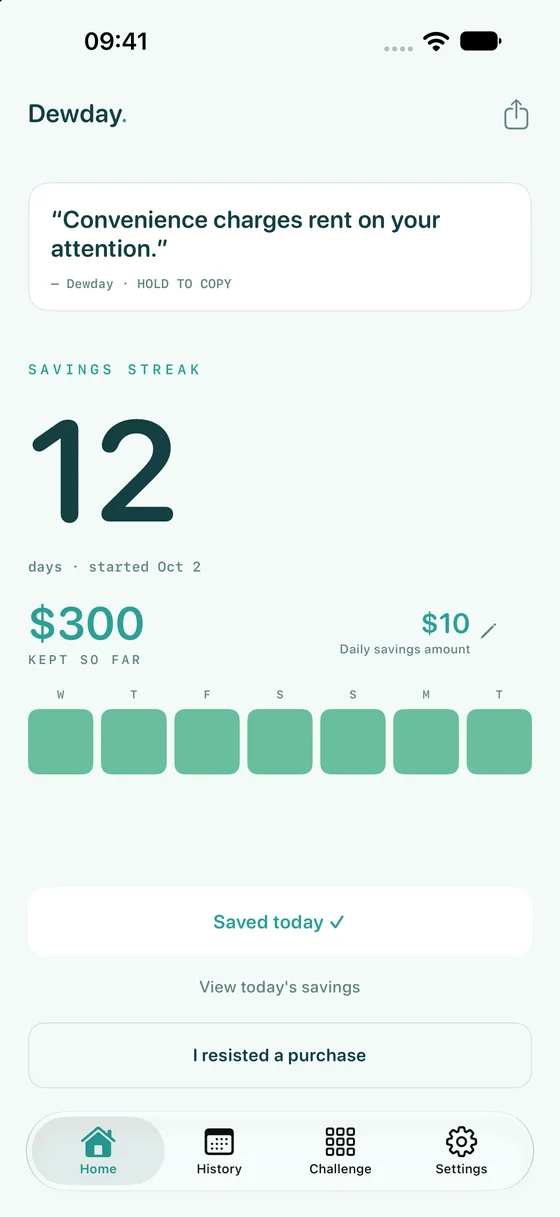 09:41
Dewday.
“Convenience charges rent on your
attention.”
— Dewday · HOLD TO COPY
SAVINGS STREAK
12
days · started Oct 2
$300
KEPT SO FAR
$10
Daily savings amount
W T F S S M T
Saved today ✓
View today's savings
I resisted a purchase
Home History Challenge Settings